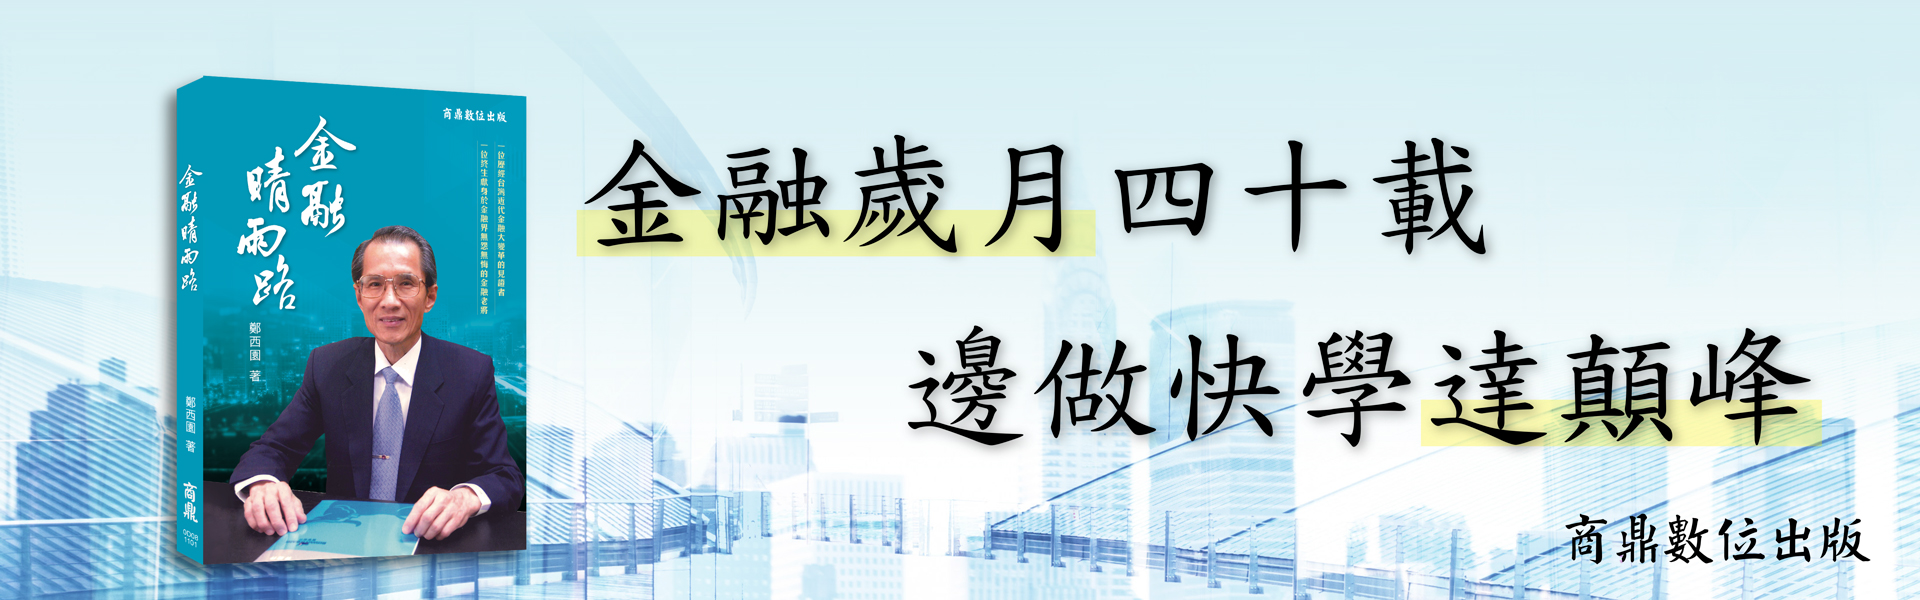 金融晴雨路
鄭西園 著
商鼎
商鼎數位出版
一位歷經台灣近代金融大變革的見證者
一位終生獻身於金融界無怨無悔的金融老將
金融
晴雨路
鄭西園 著
金融歲月四十載
邊做快學達顛峰
商鼎數位出版